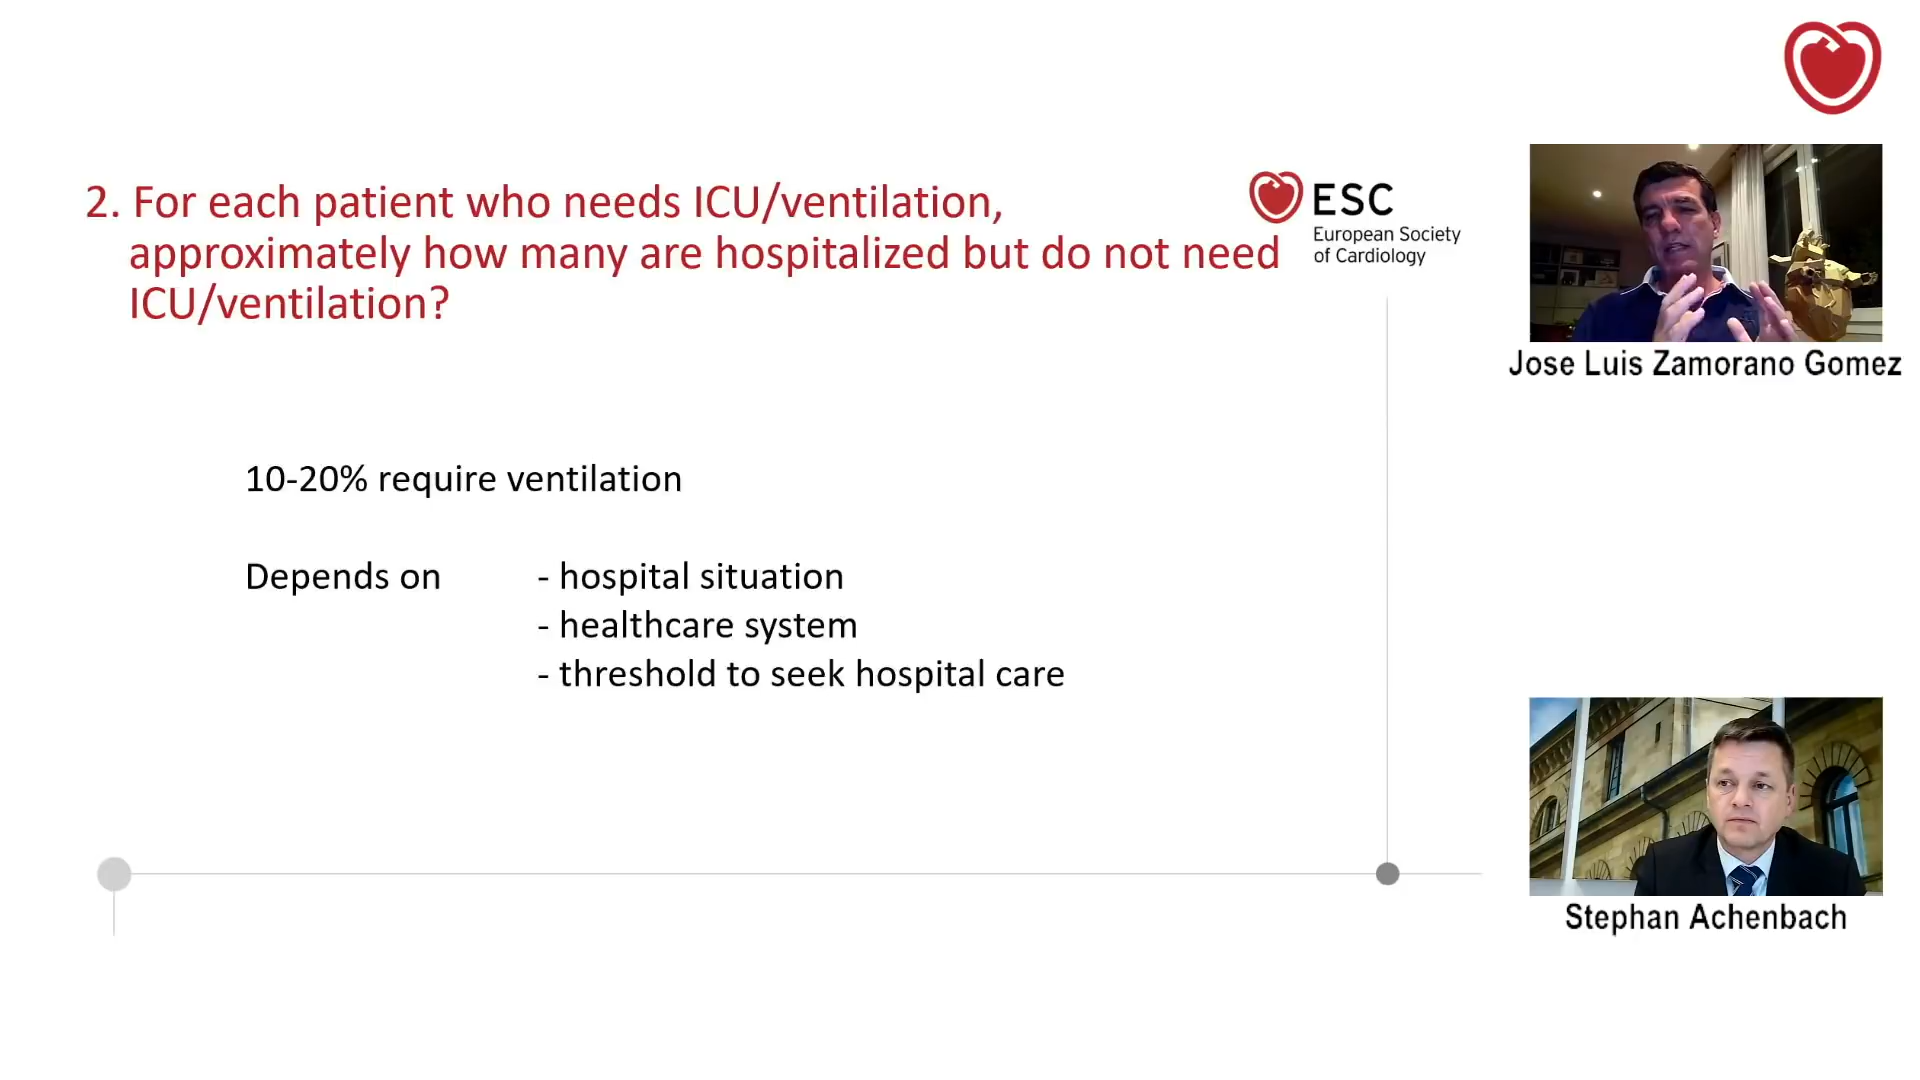 2. For each patient who needs ICU/ventilation,
approximately how many are hospitalized but do not need
ICU/ventilation?
ESC
European Society
of Cardiology
Jose Luis Zamorano Gomez
10-20% require ventilation
Depends on - hospital situation
- healthcare system
- threshold to seek hospital care
Stephan Achenbach